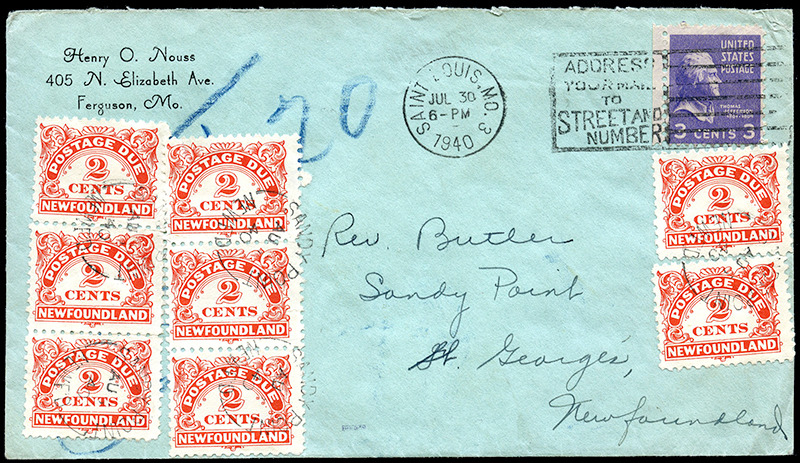 Henry O. Nouss
405 N. Elizabeth Ave.
Ferguson, Mo.
SAINT LOUIS, MO. 3
JUL 30
6-PM
1940
ADDRESS
YOUR MAIL
TO
STREET AND
NUMBER
UNITED
STATES
POSTAGE
THOMAS
JEFFERSON
3 CENTS 3
POSTAGE DUE
2
CENTS
NEWFOUNDLAND
POSTAGE DUE
2
CENTS
NEWFOUNDLAND
POSTAGE DUE
2
CENTS
NEWFOUNDLAND
POSTAGE DUE
2
CENTS
NEWFOUNDLAND
POSTAGE DUE
2
CENTS
NEWFOUNDLAND
POSTAGE DUE
2
CENTS
NEWFOUNDLAND
POSTAGE DUE
2
CENTS
NEWFOUNDLAND
POSTAGE DUE
2
CENTS
NEWFOUNDLAND
Rev. Butler
Sandy Point
St. George's,
Newfoundland